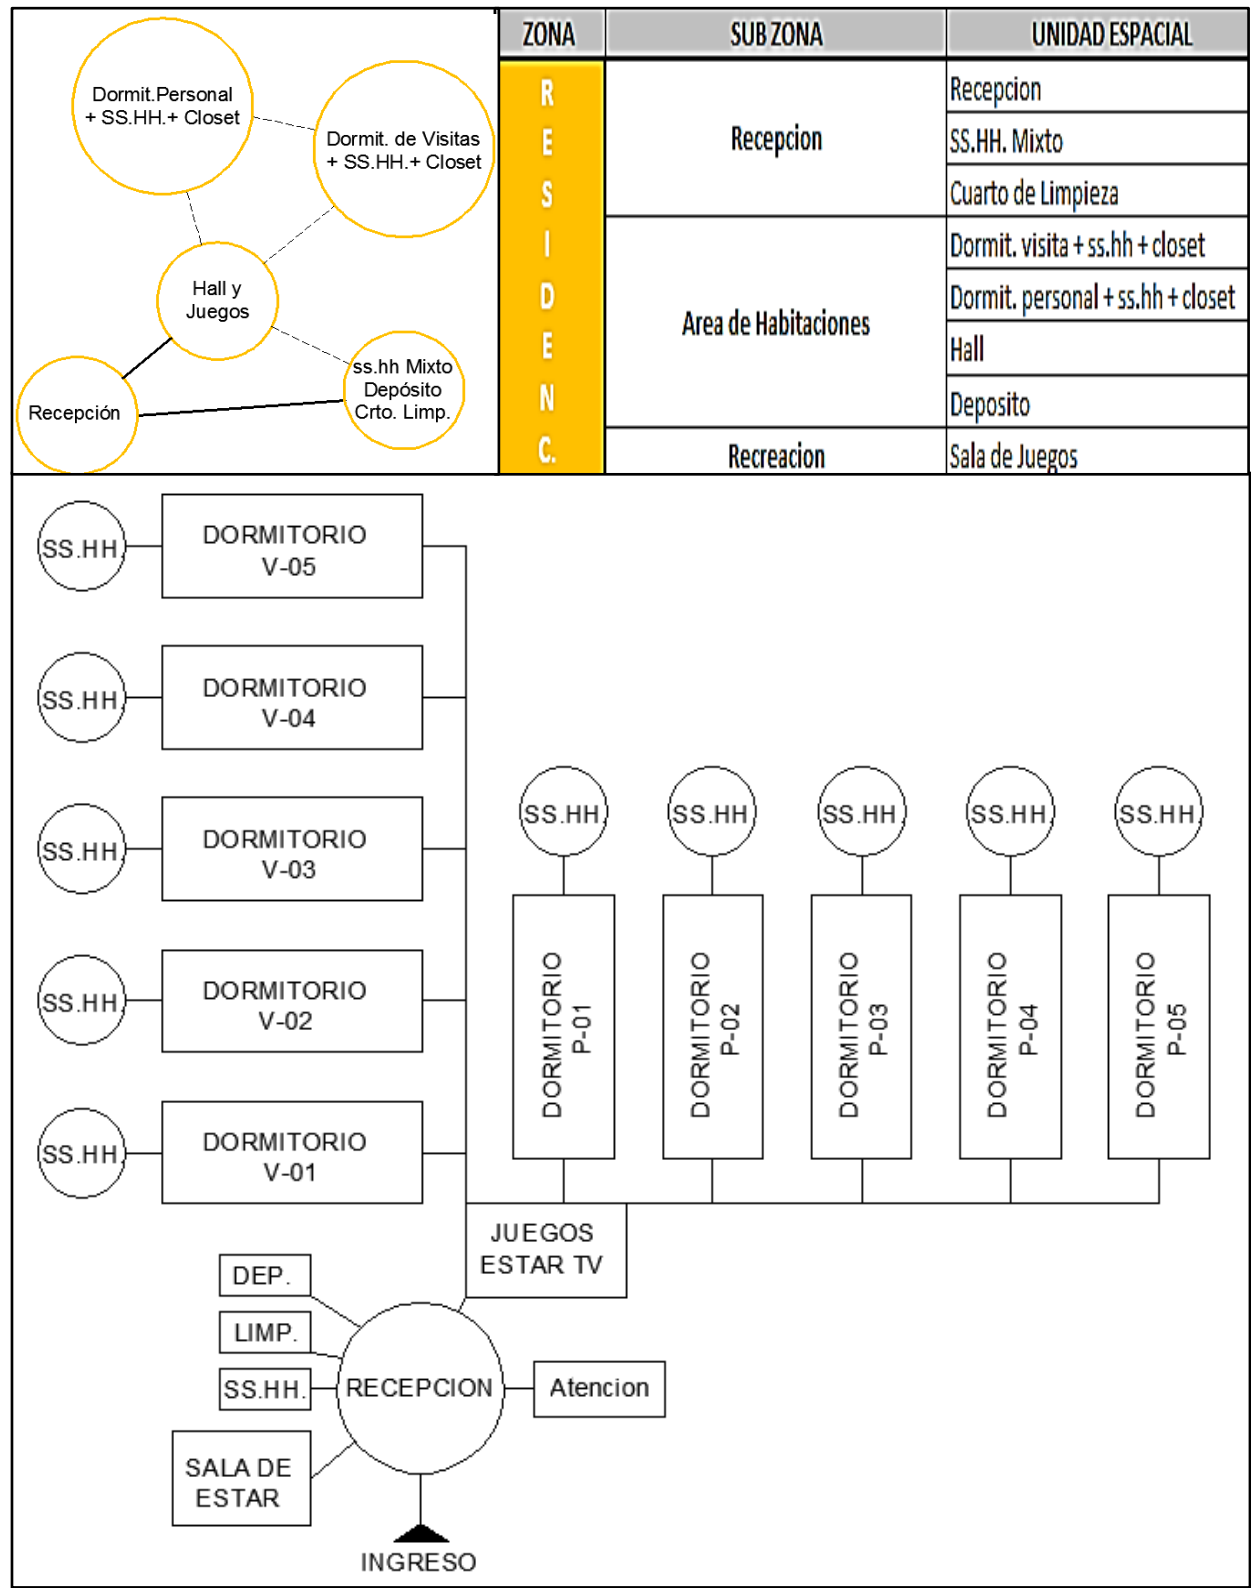 Dormit.Personal
+ SS.HH.+ Closet
Dormit. de Visitas
+ SS.HH.+ Closet
Hall y
Juegos
ss.hh Mixto
Depósito
Crto. Limp.
Recepción
ZONA SUB ZONA UNIDAD ESPACIAL
R
E
S
I
D
E
N
C.
Recepcion
Recepcion
SS.HH. Mixto
Cuarto de Limpieza
Area de Habitaciones
Dormit. visita + ss.hh + closet
Dormit. personal + ss.hh + closet
Hall
Deposito
Recreacion
Sala de Juegos
SS.HH.
DORMITORIO
V-05
SS.HH.
DORMITORIO
V-04
SS.HH.
DORMITORIO
V-03
SS.HH.
DORMITORIO
V-02
SS.HH.
DORMITORIO
V-01
SS.HH.
SS.HH.
SS.HH.
SS.HH.
SS.HH.
DORMITORIO
P-01
DORMITORIO
P-02
DORMITORIO
P-03
DORMITORIO
P-04
DORMITORIO
P-05
JUEGOS
ESTAR TV
DEP.
LIMP.
SS.HH.
RECEPCION
Atencion
SALA DE
ESTAR
INGRESO